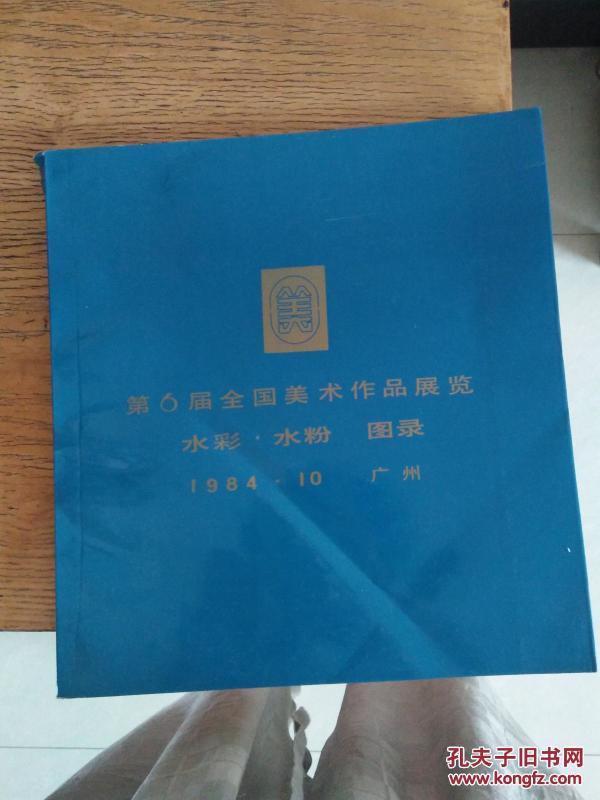 美
第6届全国美术作品展览
水彩·水粉 图录
1984-10 广州
孔夫子旧书网
www.kongfz.com